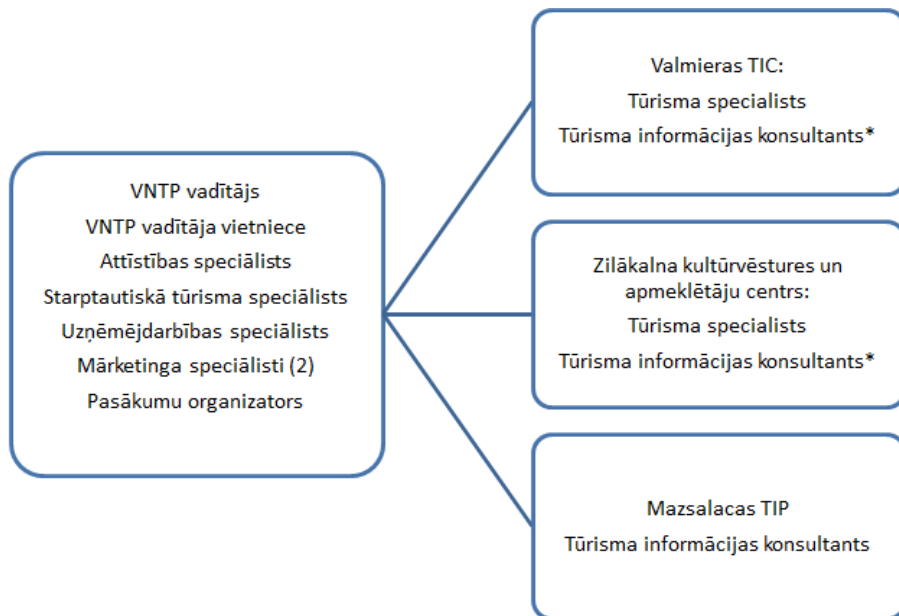 VNTP vadītājs
VNTP vadītāja vietniece
Attīstības speciālists
Starptautiskā tūrisma speciālists
Uzņēmējdarbības speciālists
Mārketinga speciālisti (2)
Pasākumu organizators
Valmieras TIC:
Tūrisma specialists
Tūrisma informācijas konsultants*
Zilākalna kultūrvēstures un
apmeklētāju centrs:
Tūrisma specialists
Tūrisma informācijas konsultants*
Mazsalacas TIP
Tūrisma informācijas konsultants